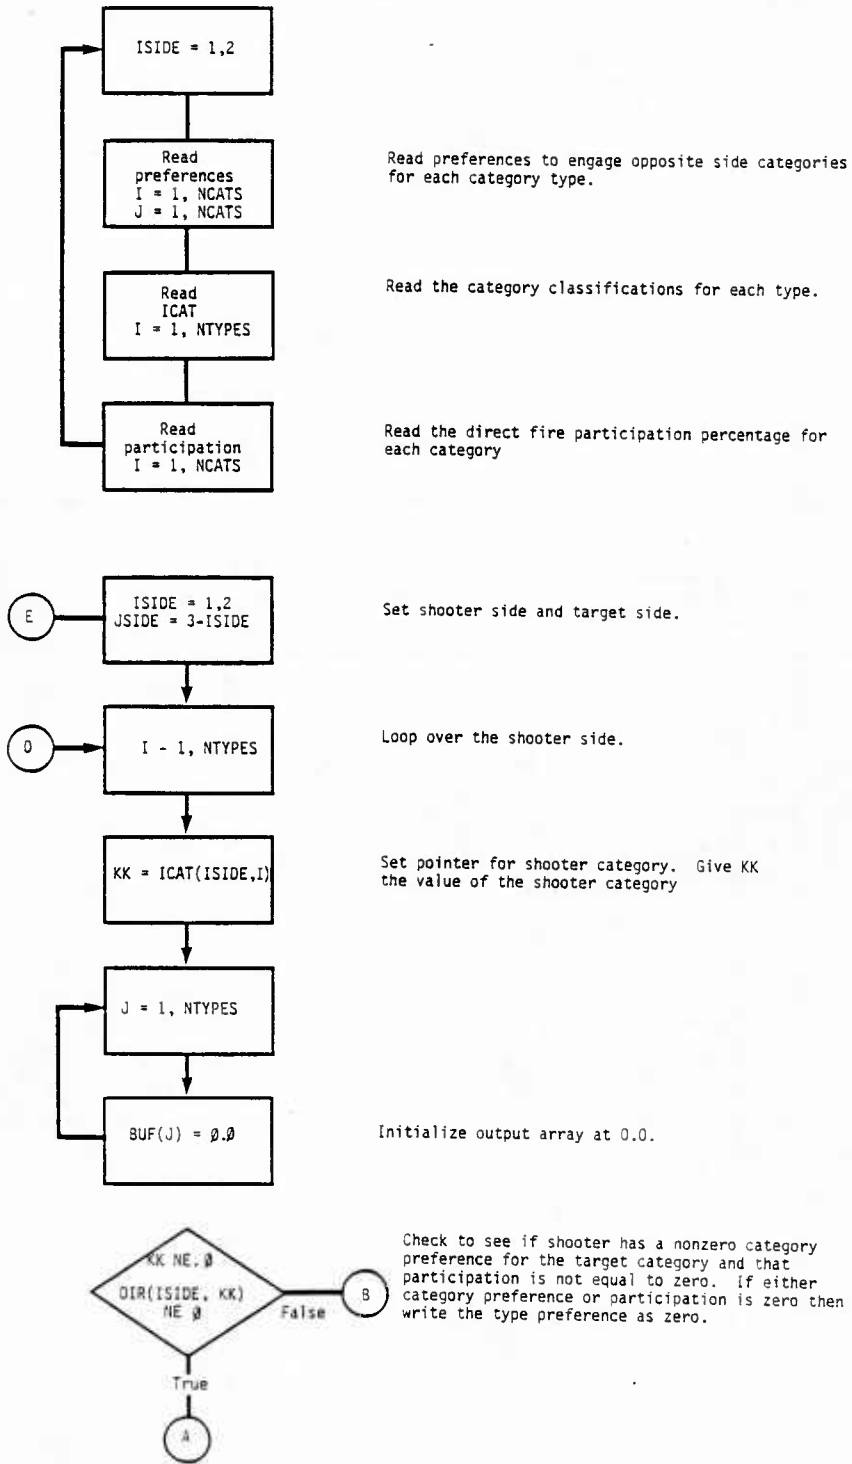 ISIDE = 1,2
Read
preferences
I = 1, NCATS
J = 1, NCATS
Read preferences to engage opposite side categories
for each category type.
Read
ICAT
I = 1, NTYPES
Read the category classifications for each type.
Read
participation
I = 1, NCATS
Read the direct fire participation percentage for
each category
E
ISIDE = 1,2
JSIDE = 3-ISIDE
Set shooter side and target side.
D
I - 1, NTYPES
Loop over the shooter side.
KK = ICAT(ISIDE,I)
Set pointer for shooter category. Give KK
the value of the shooter category
J = 1, NTYPES
BUF(J) = 0.0
Initialize output array at 0.0.
KK NE. 0
DIR(ISIDE, KK)
NE 0
False
B
Check to see if shooter has a nonzero category
preference for the target category and that
participation is not equal to zero. If either
category preference or participation is zero then
write the type preference as zero.
True
A